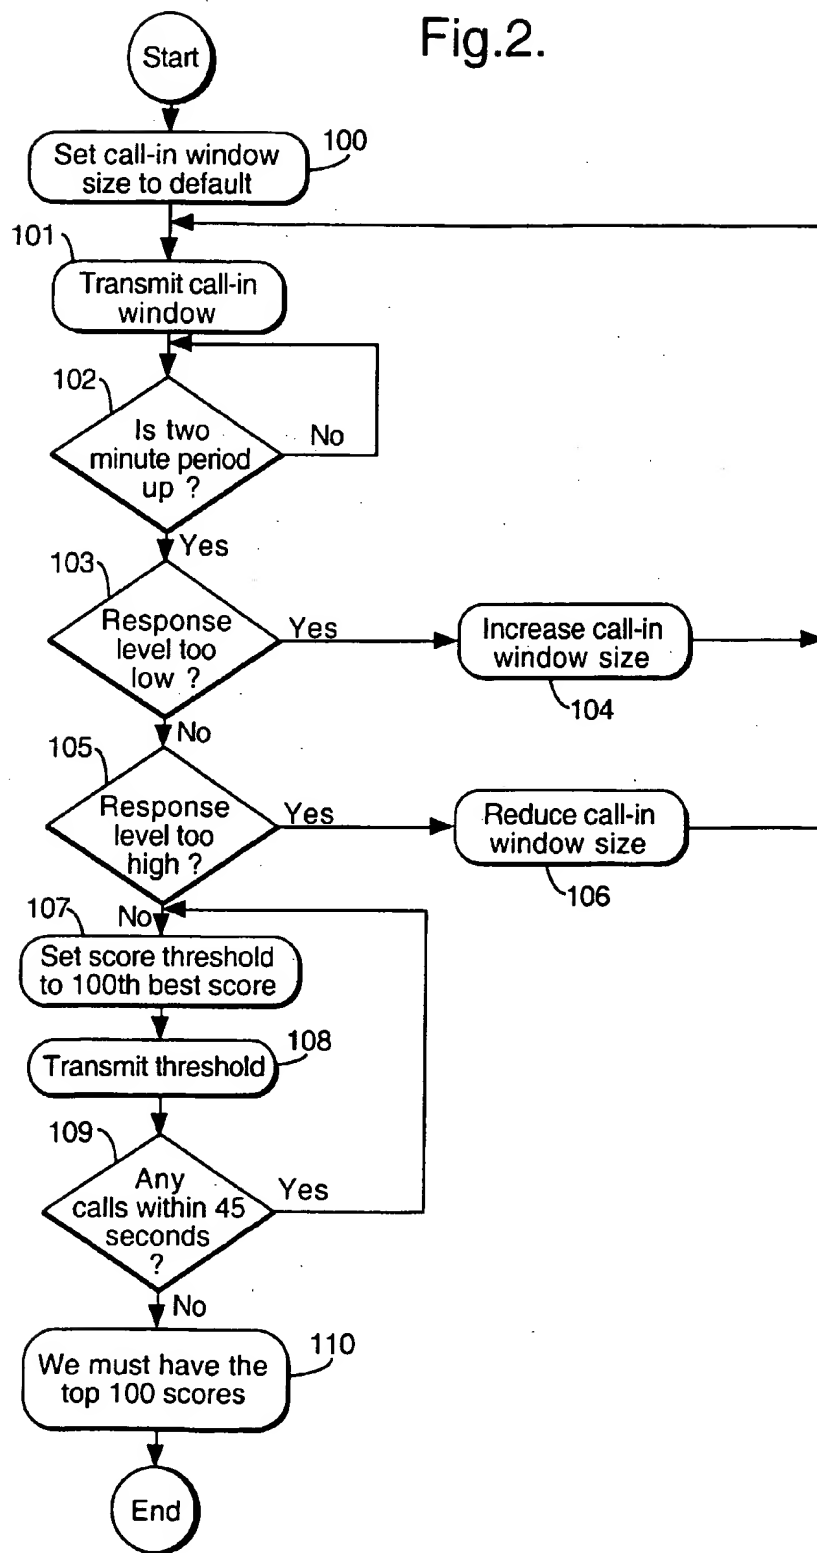 Fig.2.
Start
100
Set call-in window
size to default
101
Transmit call-in
window
102
Is two
minute period
up ?
No
Yes
103
Response
level too
low ?
Yes
Increase call-in
window size
104
No
105
Response
level too
high ?
Yes
Reduce call-in
window size
106
No
107
Set score threshold
to 100th best score
108
Transmit threshold
109
Any
calls within 45
seconds
?
Yes
No
110
We must have the
top 100 scores
End